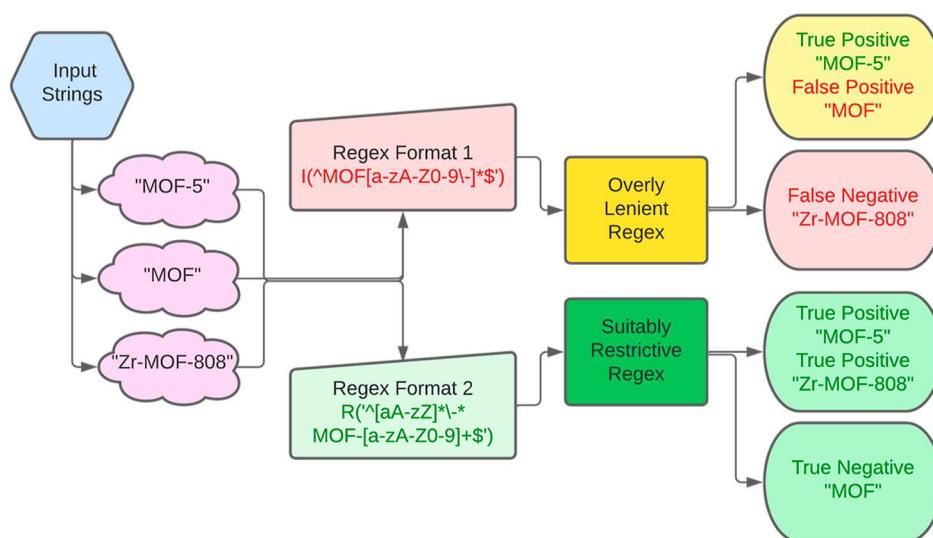 Input
Strings
"MOF-5"
"MOF"
"Zr-MOF-808"
Regex Format 1
I(^MOF[a-zA-Z0-9\-]*$')
Regex Format 2
R('^[aA-zZ]*\-*
MOF-[a-zA-Z0-9]+$')
Overly
Lenient
Regex
Suitably
Restrictive
Regex
True Positive
"MOF-5"
False Positive
"MOF"
False Negative
"Zr-MOF-808"
True Positive
"MOF-5"
True Positive
"Zr-MOF-808"
True Negative
"MOF"